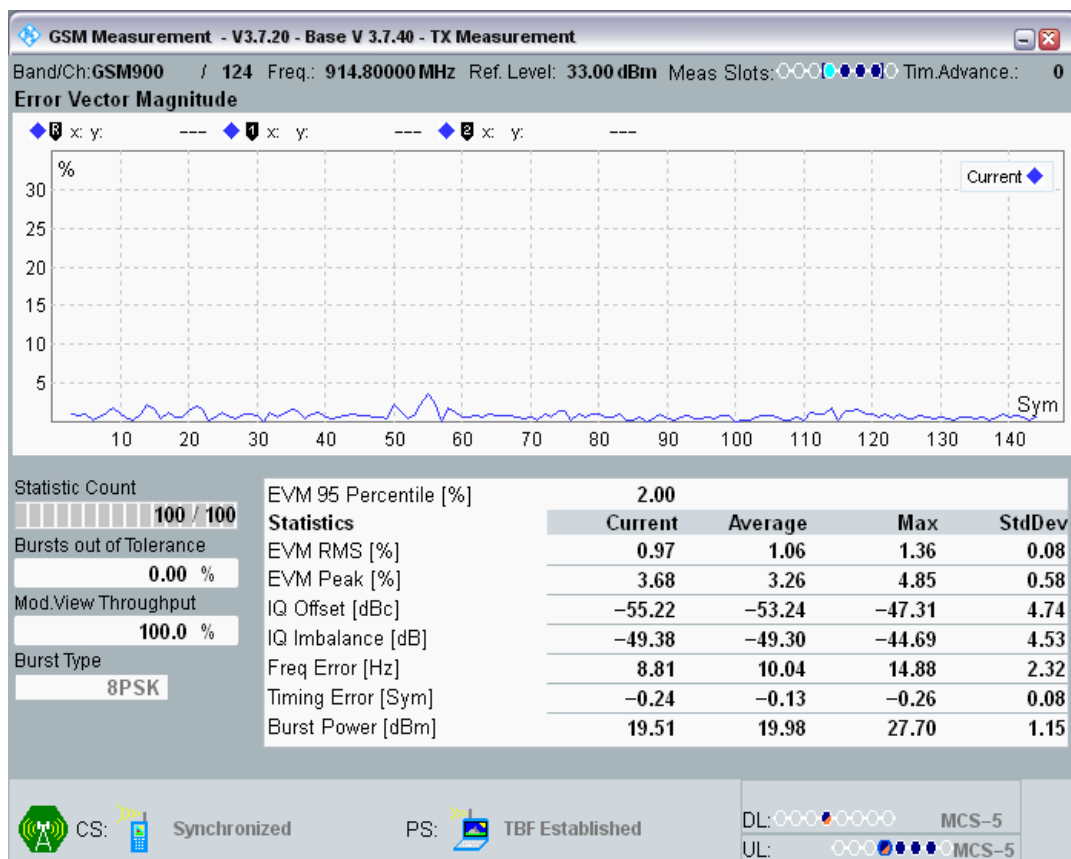 GSM Measurement - V3.7.20 - Base V 3.7.40 - TX Measurement
Band/Ch:GSM900 / 124 Freq.: 914.80000 MHz Ref. Level: 33.00 dBm Meas Slots: Tim.Advance.: 0
Error Vector Magnitude
R x: y: --- 1 x: y: --- 2 x: y: ---
%
Current
30
25
20
15
10
5
Sym
10 20 30 40 50 60 70 80 90 100 110 120 130 140
Statistic Count
100 / 100
Bursts out of Tolerance
0.00 %
Mod.View Throughput
100.0 %
Burst Type
8PSK
EVM 95 Percentile [%] 2.00
Statistics Current Average Max StdDev
EVM RMS [%] 0.97 1.06 1.36 0.08
EVM Peak [%] 3.68 3.26 4.85 0.58
IQ Offset [dBc] −55.22 −53.24 −47.31 4.74
IQ Imbalance [dB] −49.38 −49.30 −44.69 4.53
Freq Error [Hz] 8.81 10.04 14.88 2.32
Timing Error [Sym] −0.24 −0.13 −0.26 0.08
Burst Power [dBm] 19.51 19.98 27.70 1.15
CS: Synchronized PS: TBF Established
DL: MCS−5
UL: MCS−5